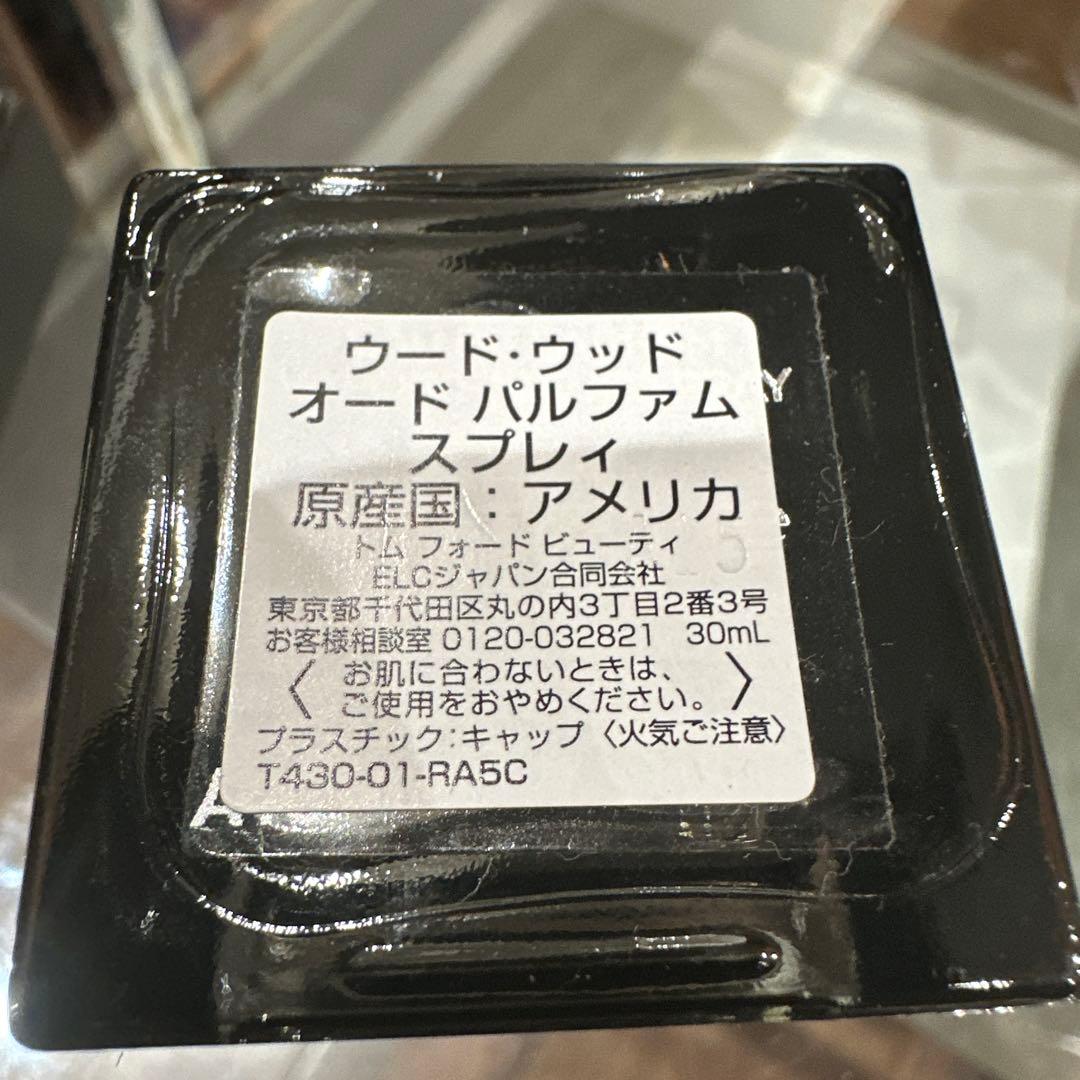 ウード・ウッド
オード パルファム
スプレィ
原産国：アメリカ
トム フォード ビューティ
ELCジャパン合同会社
東京都千代田区丸の内3丁目2番3号
お客様相談室 0120-032821 30mL
〈 お肌に合わないときは、
ご使用をおやめください。 〉
プラスチック:キャップ〈火気ご注意〉
T430-01-RA5C